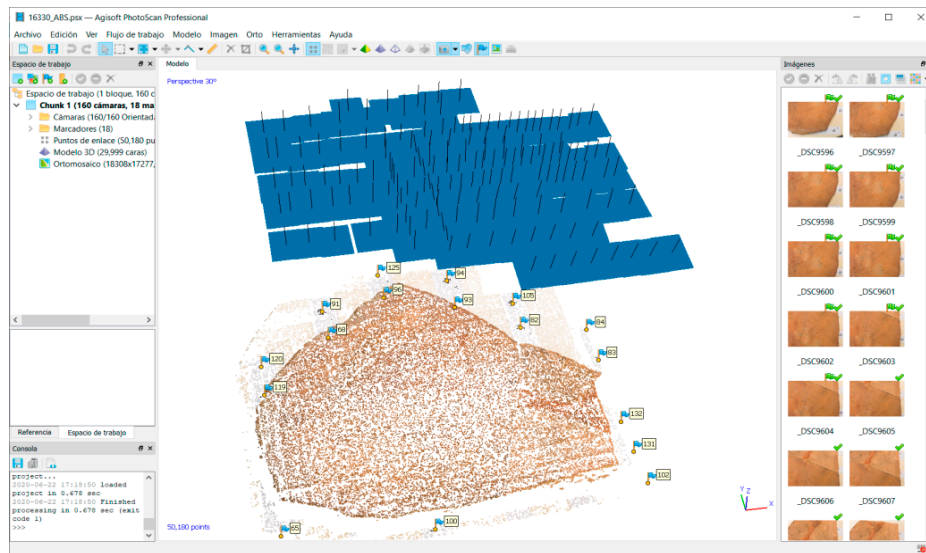 16330_ABS.psx — Agisoft PhotoScan Professional
Archivo Edición Ver Flujo de trabajo Modelo Imagen Orto Herramientas Ayuda
Espacio de trabajo
Espacio de trabajo (1 bloque, 160 c
Chunk 1 (160 cámaras, 18 ma
Cámaras (160/160 Orientad
Marcadores (18)
Puntos de enlace (50,180 pu
Modelo 3D (29,999 caras)
Ortomosaico (18308x17277,
Referencia Espacio de trabajo
Consola
project...
2020-06-22 17:18:50 loaded
project in 0.678 sec
2020-06-22 17:18:50 Finished
processing in 0.678 sec (exit
code 1)
>>>
Modelo
Perspective 30°
125
94
96
91
93
105
68
82
84
120
83
119
132
131
102
100
65
Y Z
X
50,180 points
Imágenes
_DSC9596 _DSC9597
_DSC9598 _DSC9599
_DSC9600 _DSC9601
_DSC9602 _DSC9603
_DSC9604 _DSC9605
_DSC9606 _DSC9607